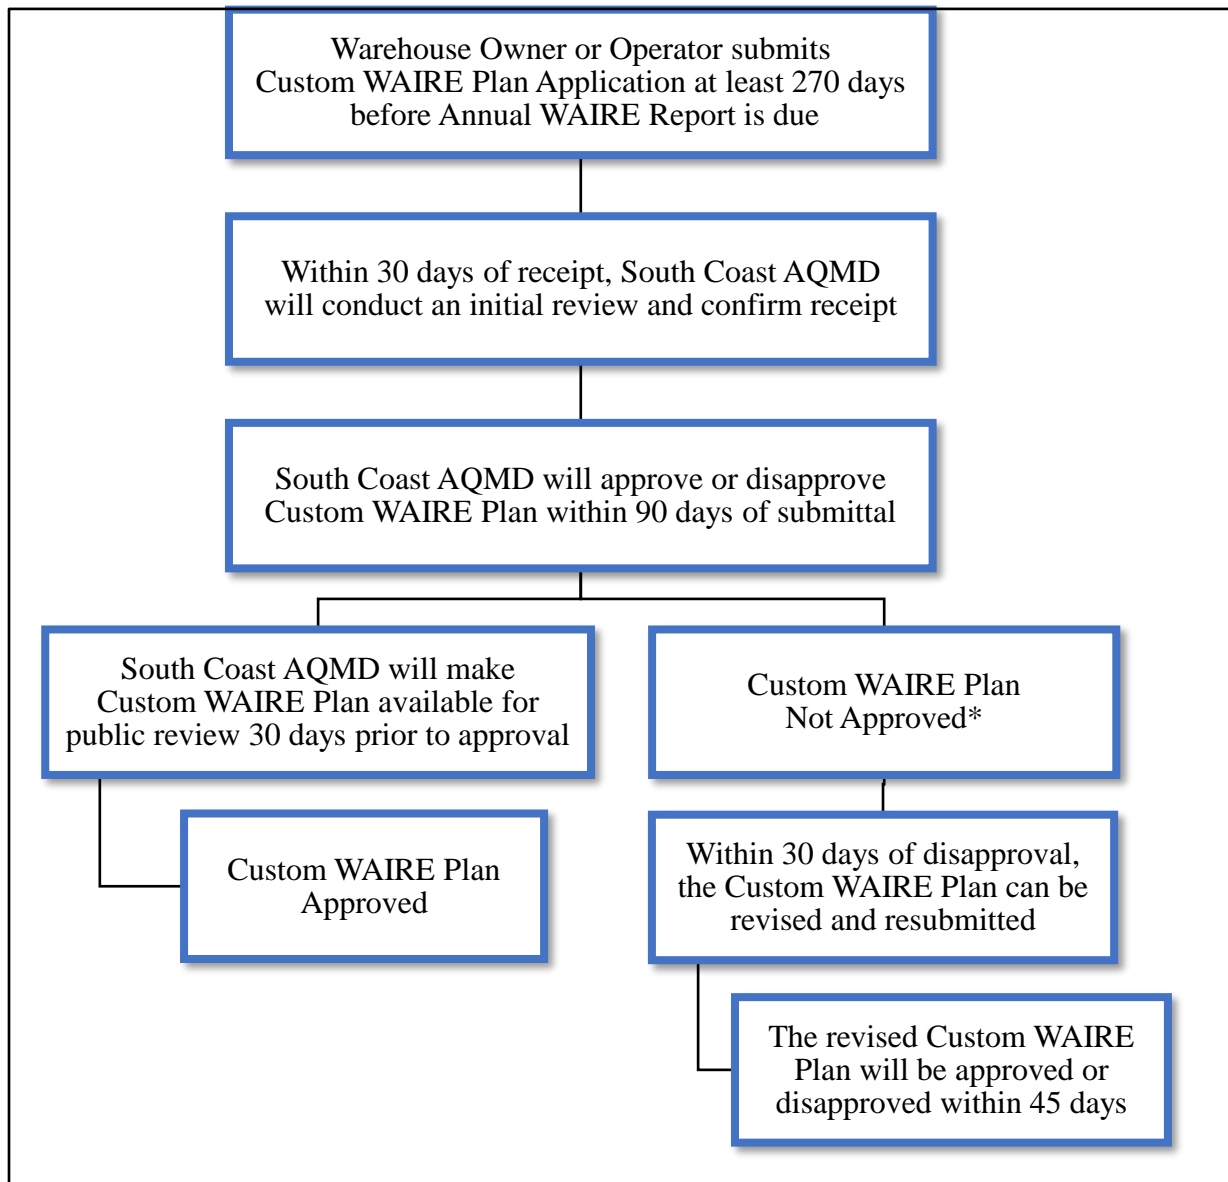 Warehouse Owner or Operator submits
Custom WAIRE Plan Application at least 270 days
before Annual WAIRE Report is due
Within 30 days of receipt, South Coast AQMD
will conduct an initial review and confirm receipt
South Coast AQMD will approve or disapprove
Custom WAIRE Plan within 90 days of submittal
South Coast AQMD will make
Custom WAIRE Plan available for
public review 30 days prior to approval
Custom WAIRE Plan
Approved
Custom WAIRE Plan
Not Approved*
Within 30 days of disapproval,
the Custom WAIRE Plan can be
revised and resubmitted
The revised Custom WAIRE
Plan will be approved or
disapproved within 45 days